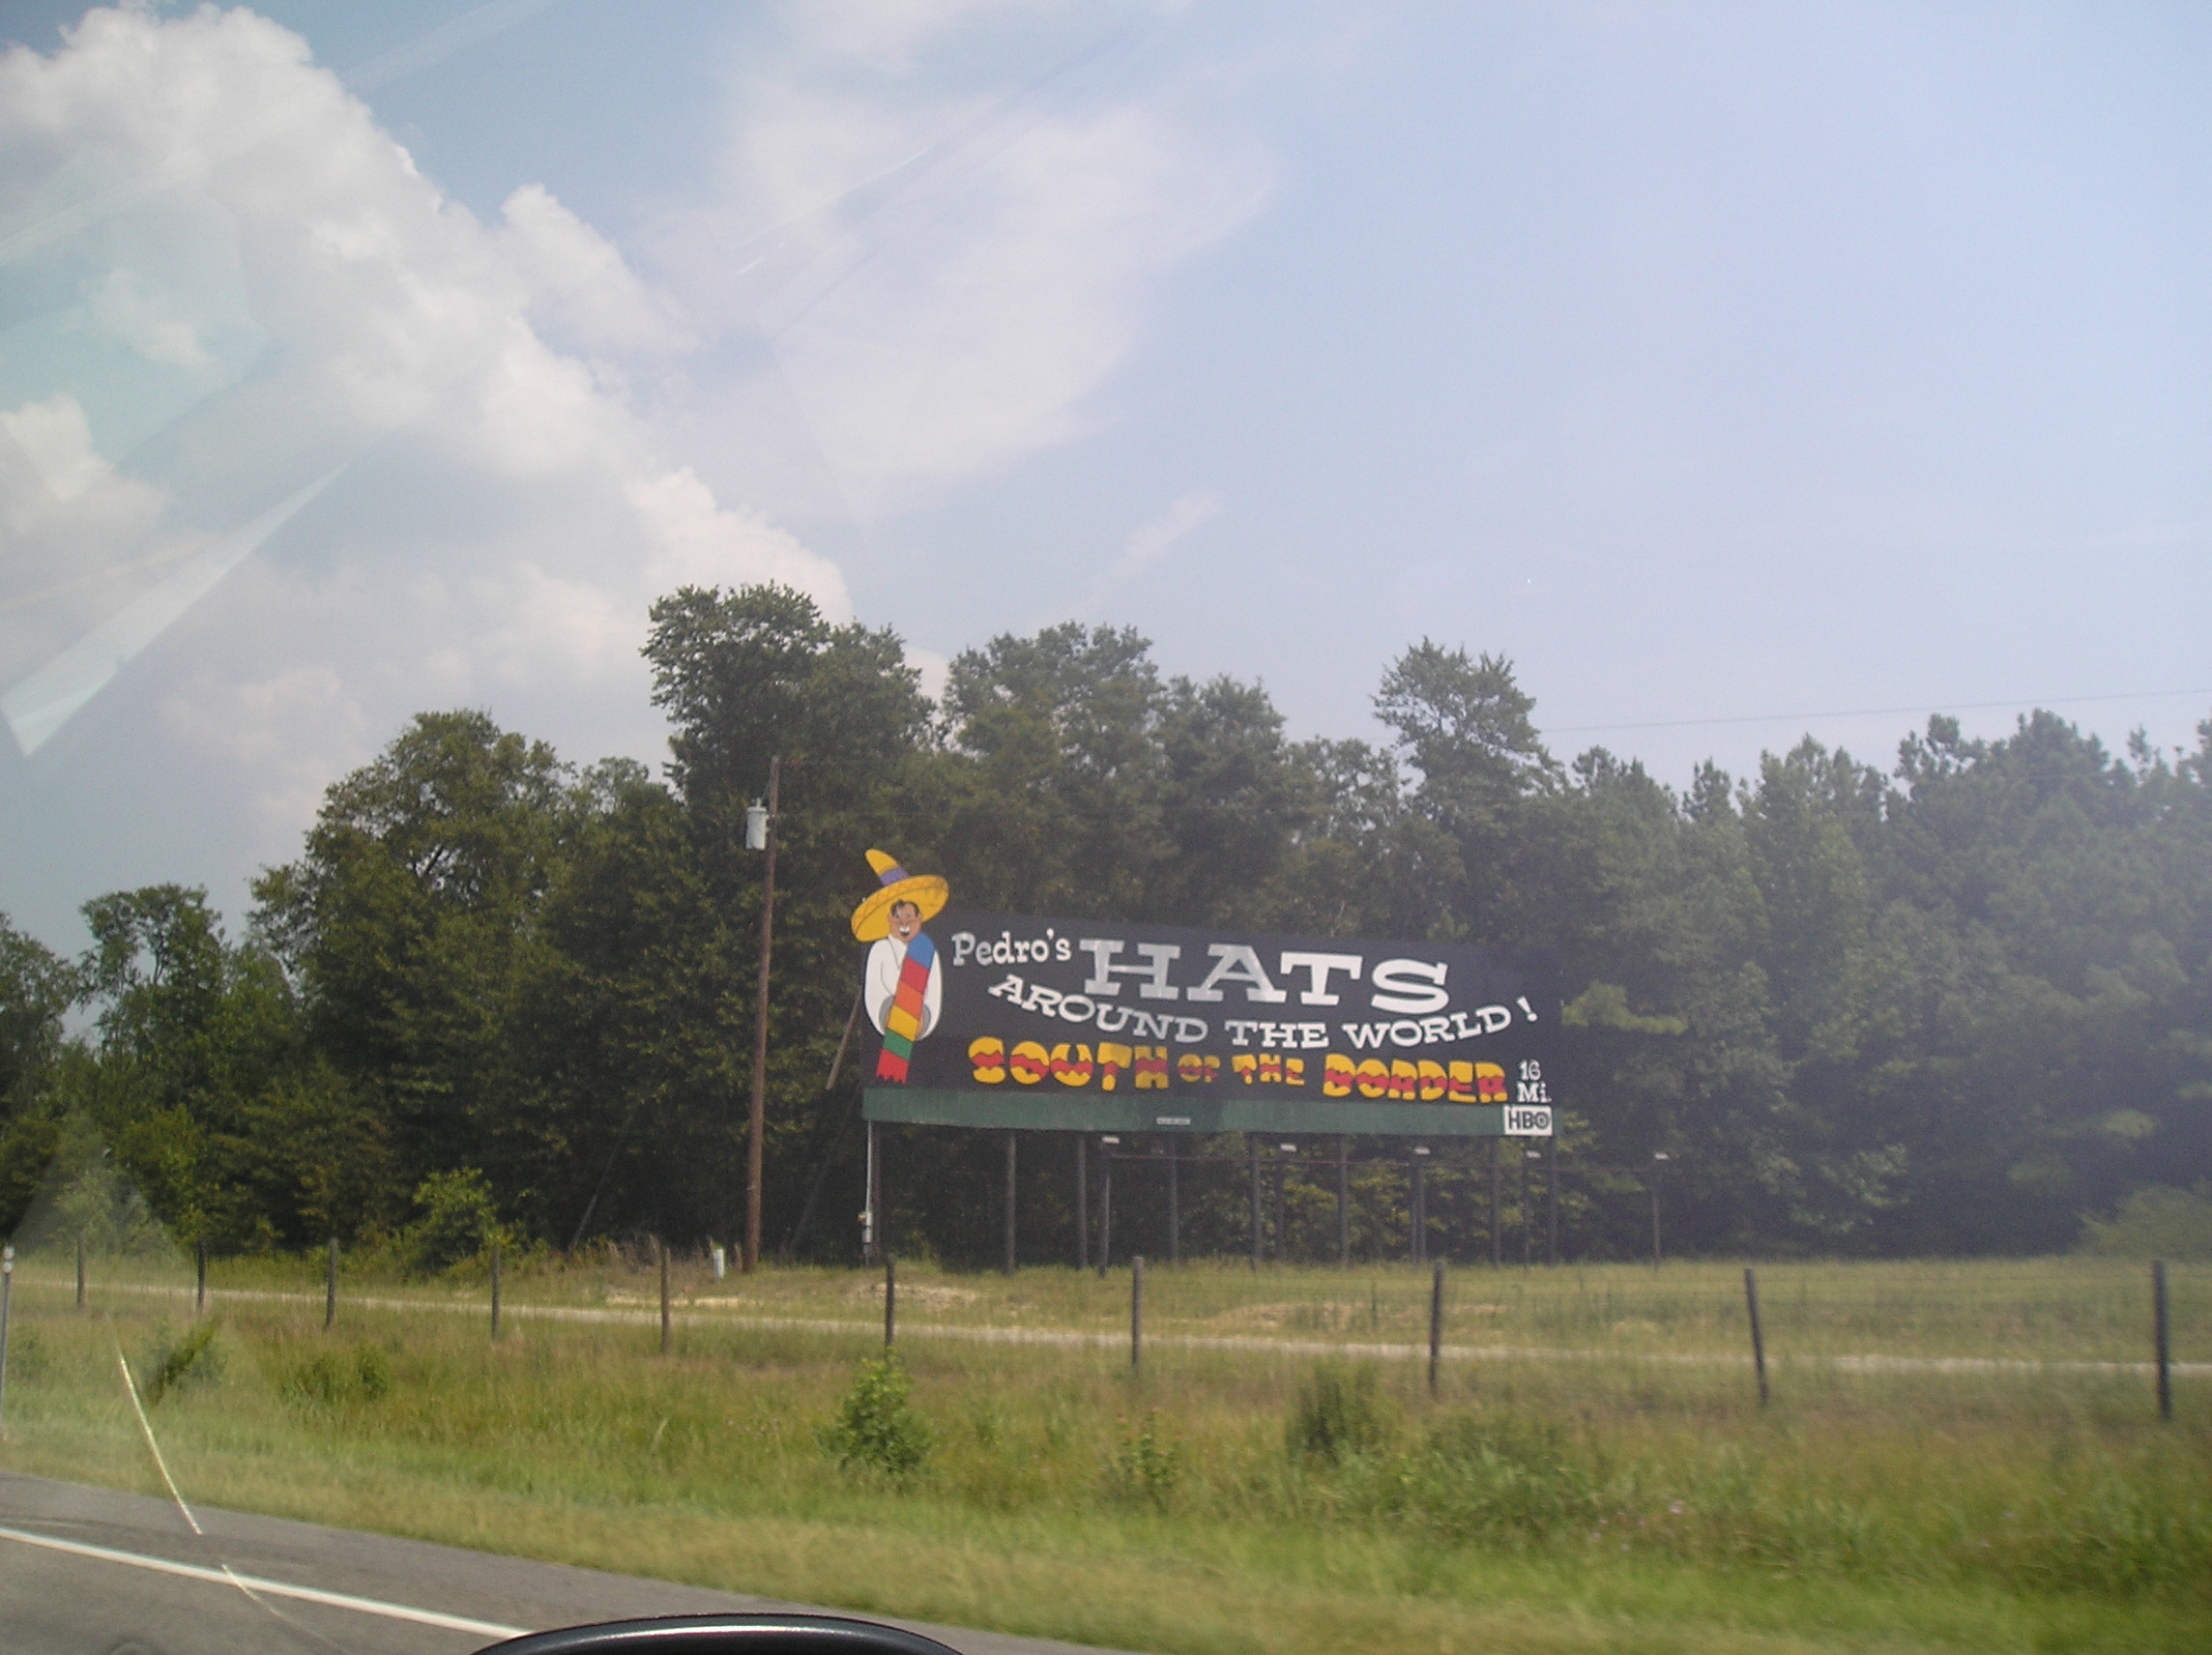 Pedro's HATS
AROUND THE WORLD!
SOUTH OF THE BORDER 16 Mi.
HBO